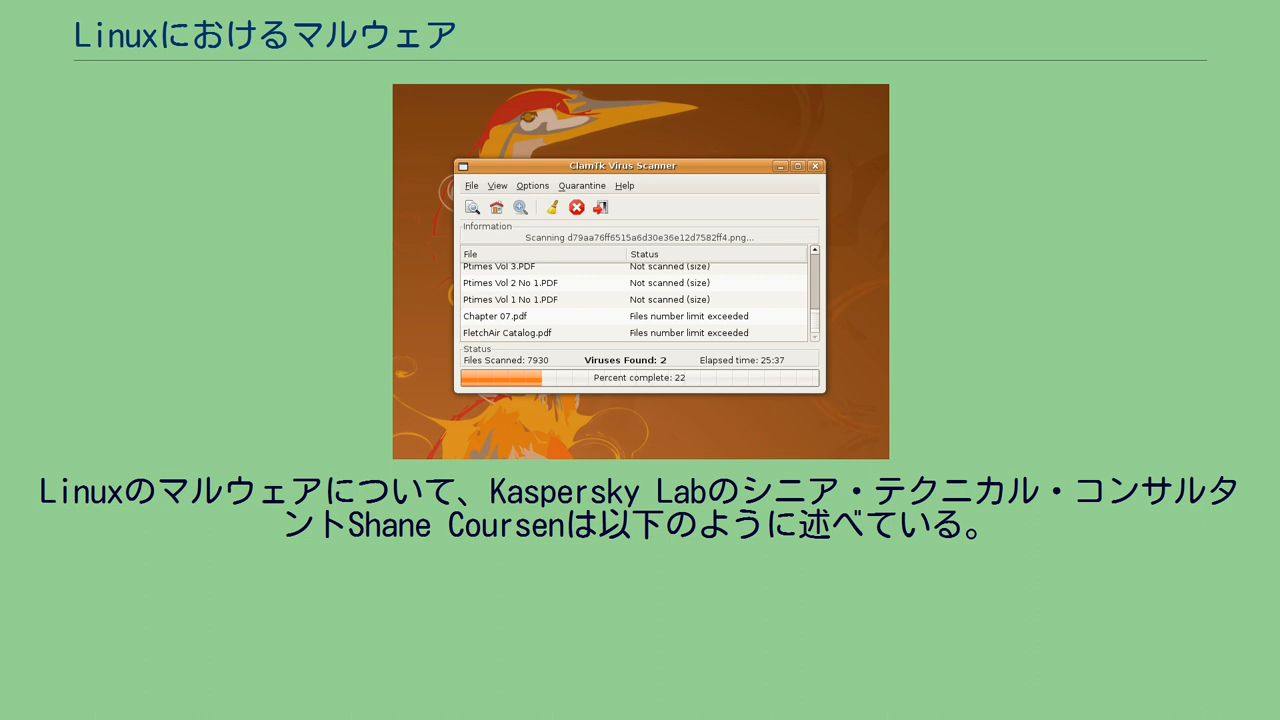 Linuxにおけるマルウェア
ClamTk Virus Scanner
File View Options Quarantine Help
Information
Scanning d79aa76ff6515a6d30e36e12d7582ff4.png...
File Status
Ptimes Vol 3.PDF Not scanned (size)
Ptimes Vol 2 No 1.PDF Not scanned (size)
Ptimes Vol 1 No 1.PDF Not scanned (size)
Chapter 07.pdf Files number limit exceeded
FletchAir Catalog.pdf Files number limit exceeded
Status
Files Scanned: 7930 Viruses Found: 2 Elapsed time: 25:37
Percent complete: 22
Linuxのマルウェアについて、Kaspersky Labのシニア・テクニカル・コンサルタ
ントShane Coursenは以下のように述べている。